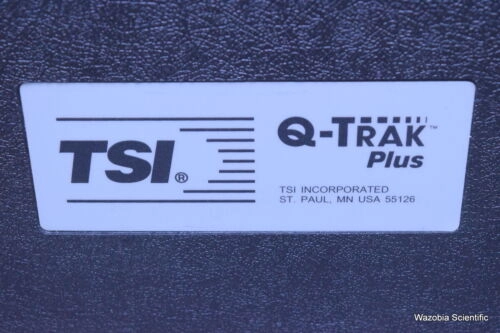 TSI®
Q-TRAK™
Plus
TSI INCORPORATED
ST. PAUL, MN USA 55126
Wazobia Scientific